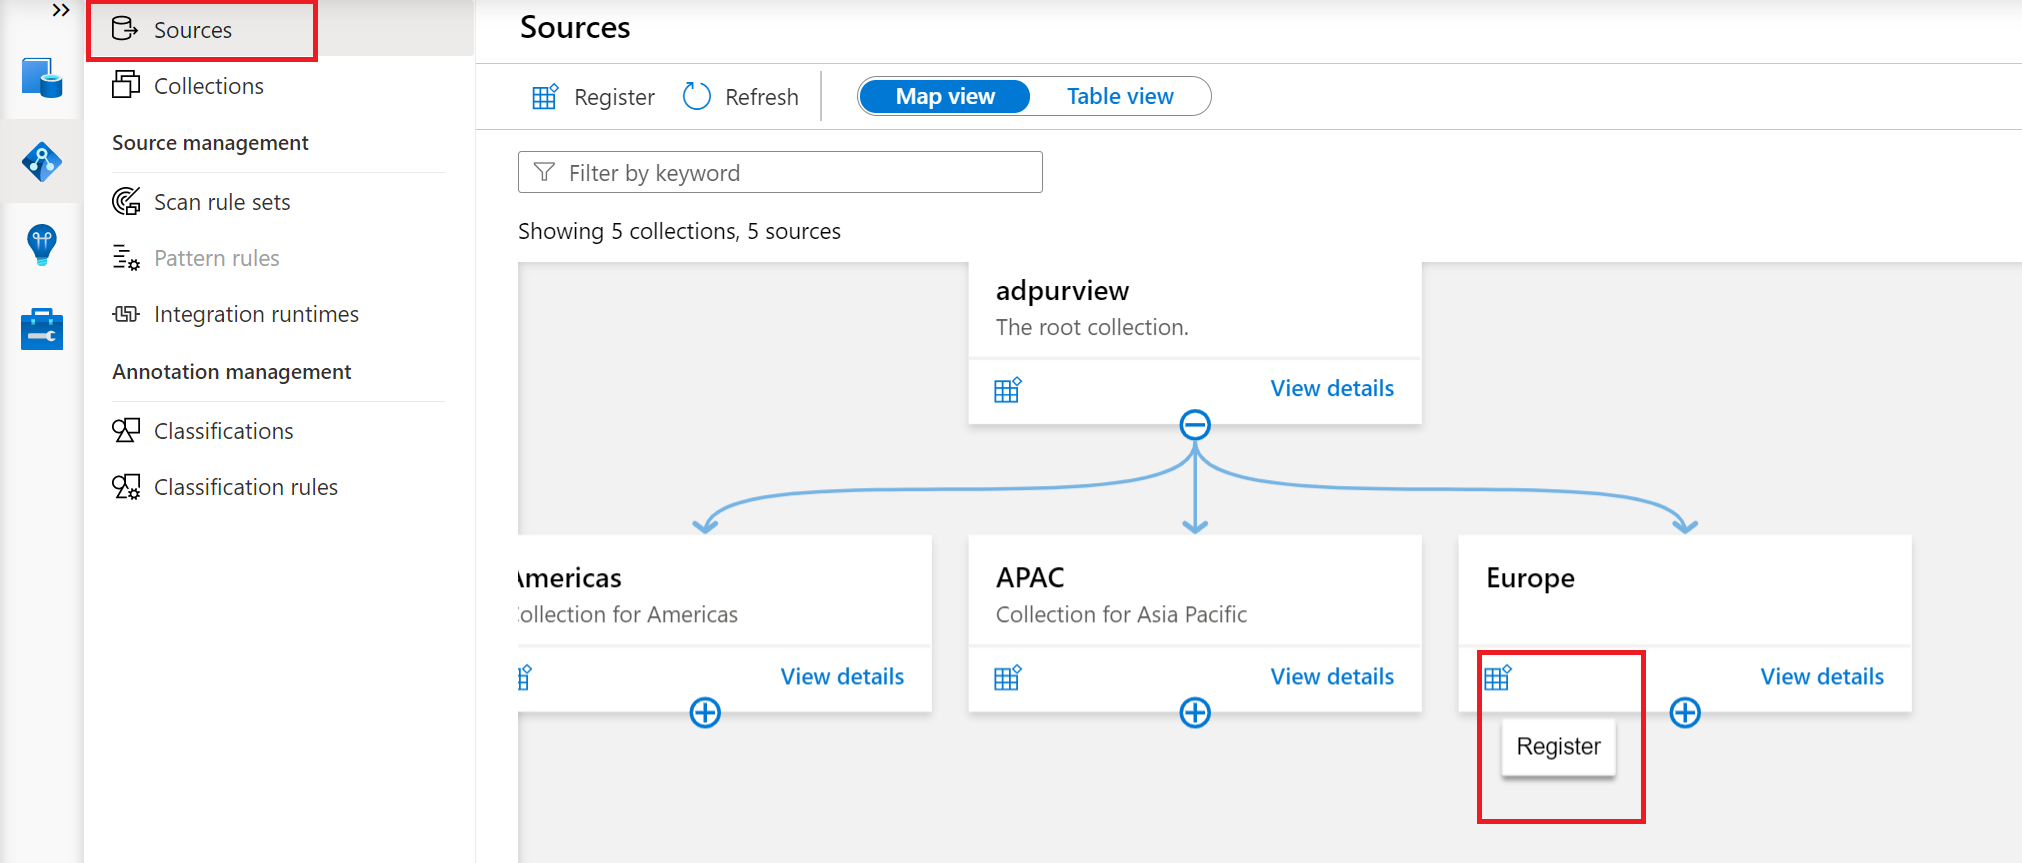 Sources
Collections
Source management
Scan rule sets
Pattern rules
Integration runtimes
Annotation management
Classifications
Classification rules
Sources
Register
Refresh
Map view
Table view
Filter by keyword
Showing 5 collections, 5 sources
adpurview
The root collection.
View details
Americas
ollection for Americas
View details
APAC
Collection for Asia Pacific
View details
Europe
View details
Register